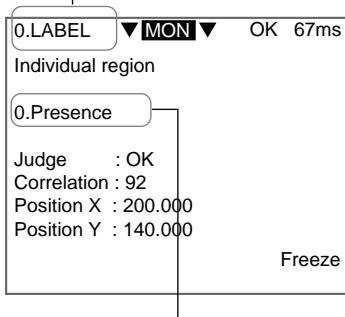 0.LABEL ▼ MON ▼ OK 67ms
Individual region
0.Presence
Judge : OK
Correlation : 92
Position X : 200.000
Position Y : 140.000
Freeze